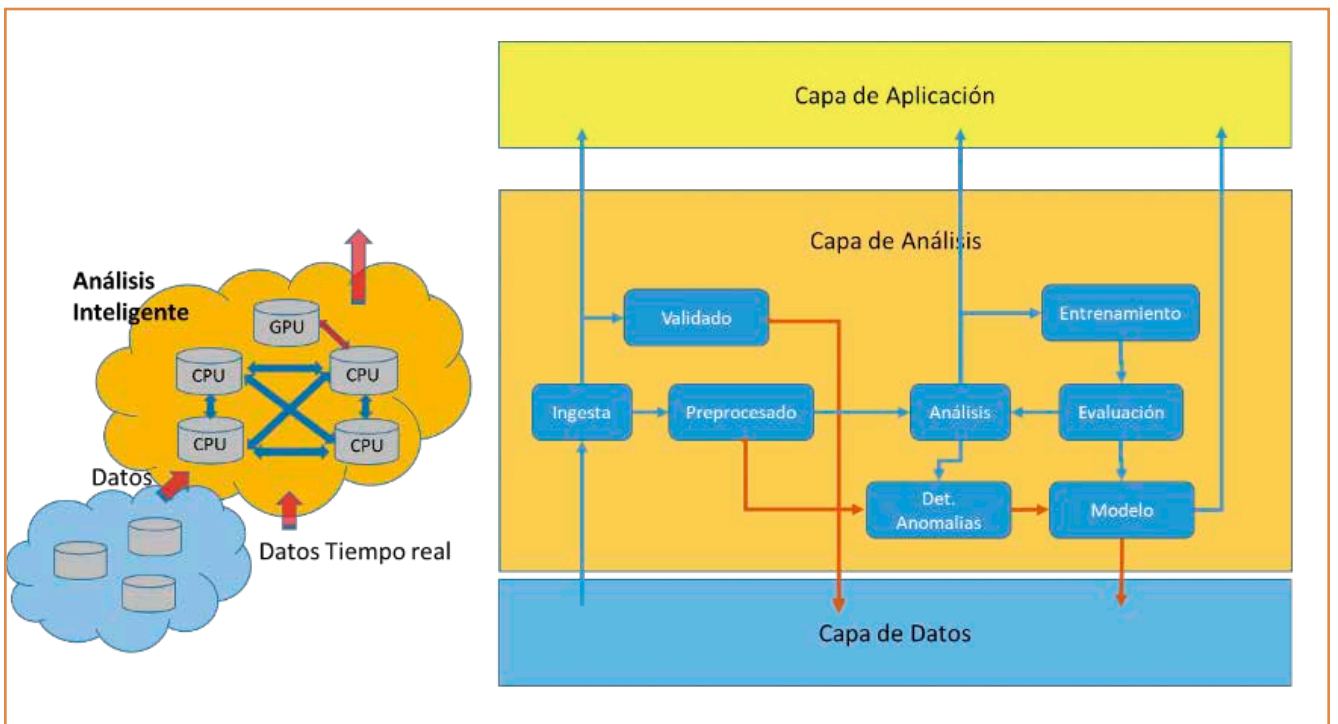 Análisis
Inteligente
GPU
CPU
CPU
CPU
CPU
Datos
Datos Tiempo real
Capa de Aplicación
Capa de Análisis
Validado
Entrenamiento
Ingesta
Preprocesado
Análisis
Evaluación
Det.
Anomalias
Modelo
Capa de Datos